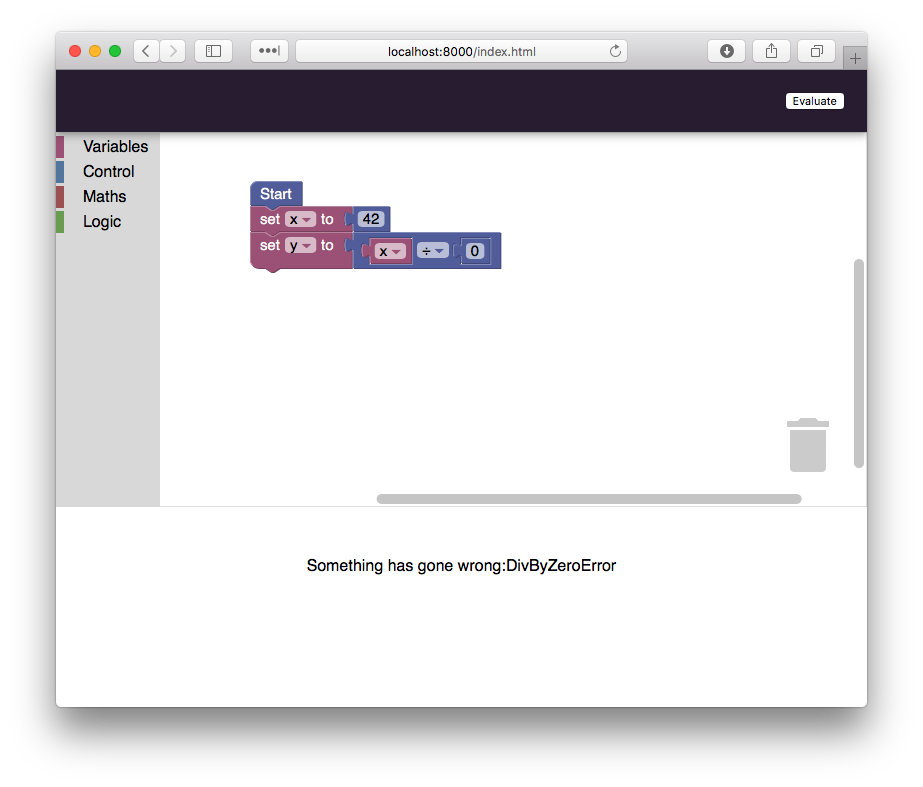 localhost:8000/index.html
Evaluate
Variables
Control
Maths
Logic
Start
set x to 42
set y to x ÷ 0
Something has gone wrong:DivByZeroError